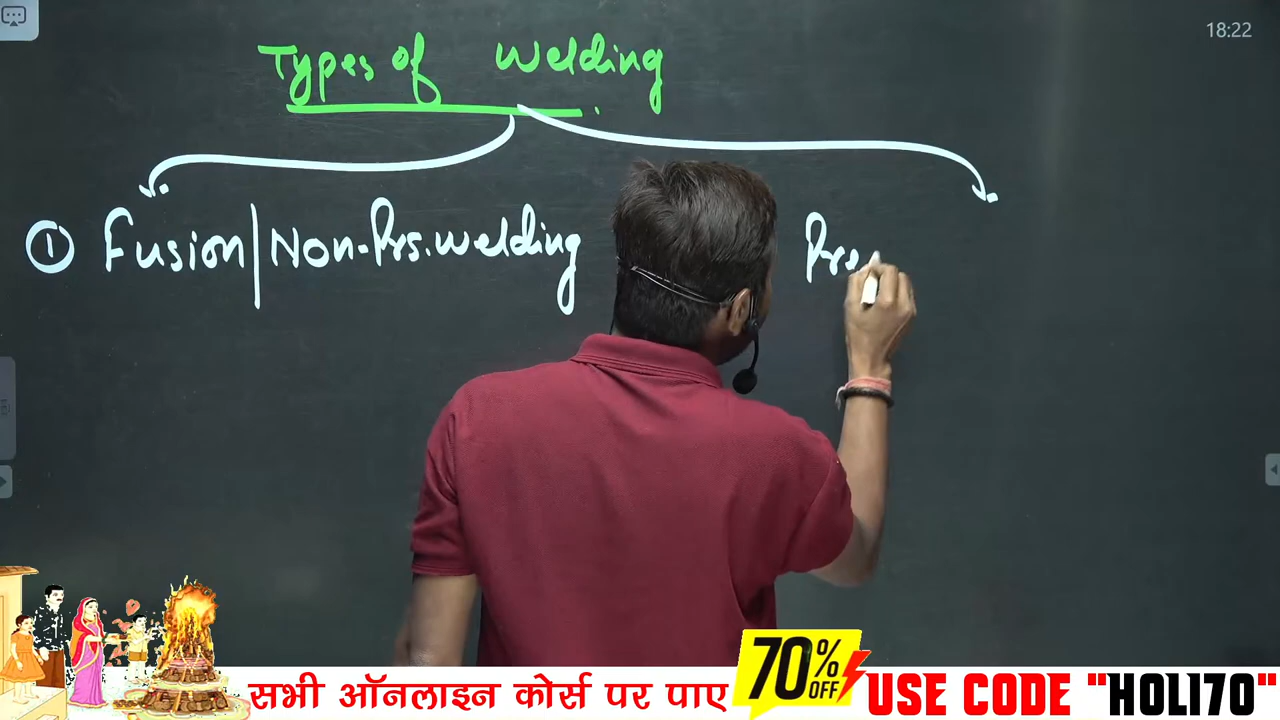 18:22
Types of Welding
① Fusion|Non-Prs.welding Pre
सभी ऑनलाइन कोर्स पर पाए 70% OFF USE CODE "HOLI70"